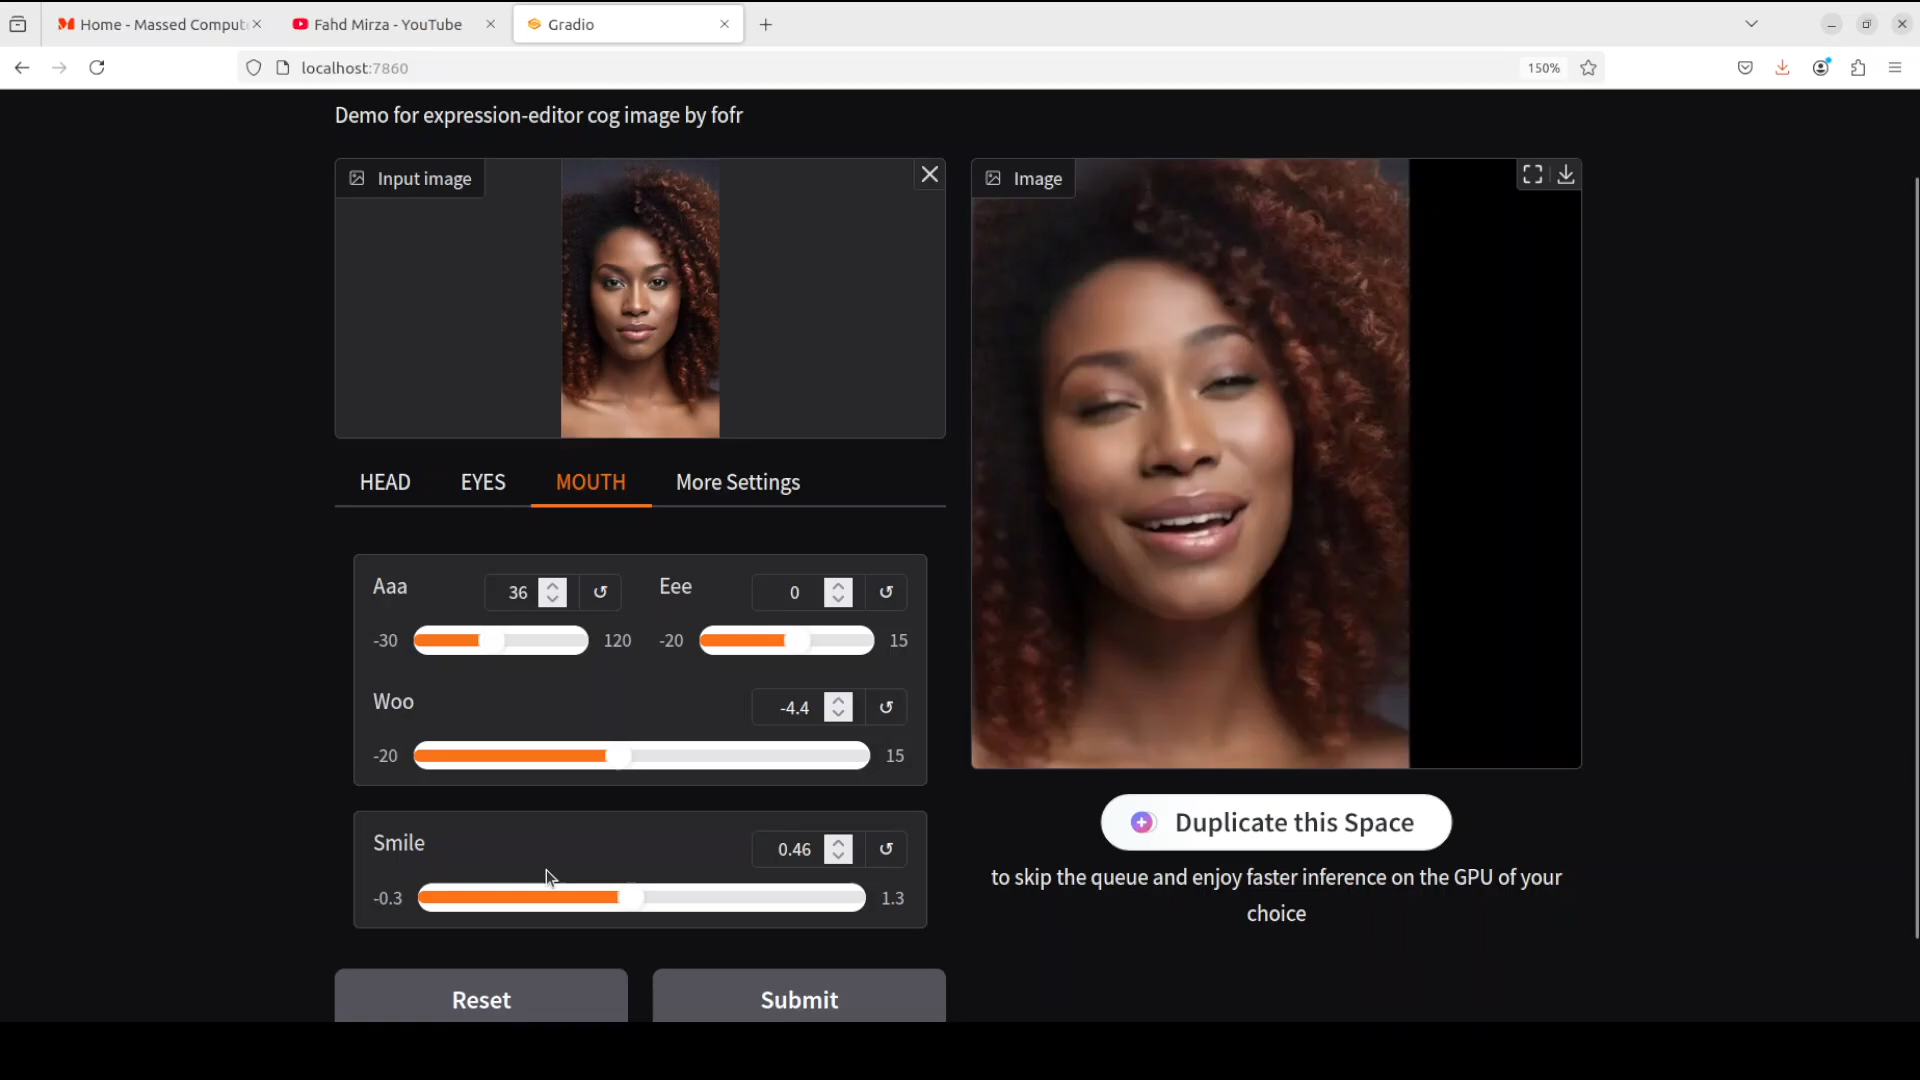 Home - Massed Comput
Fahd Mirza - YouTube
Gradio
localhost:7860
150%
Demo for expression-editor cog image by fofr
Input image
Image
HEAD
EYES
MOUTH
More Settings
Aaa
36
Eee
0
-30
120
-20
15
Woo
-4.4
-20
15
Smile
0.46
-0.3
1.3
Reset
Submit
Duplicate this Space
to skip the queue and enjoy faster inference on the GPU of your
choice